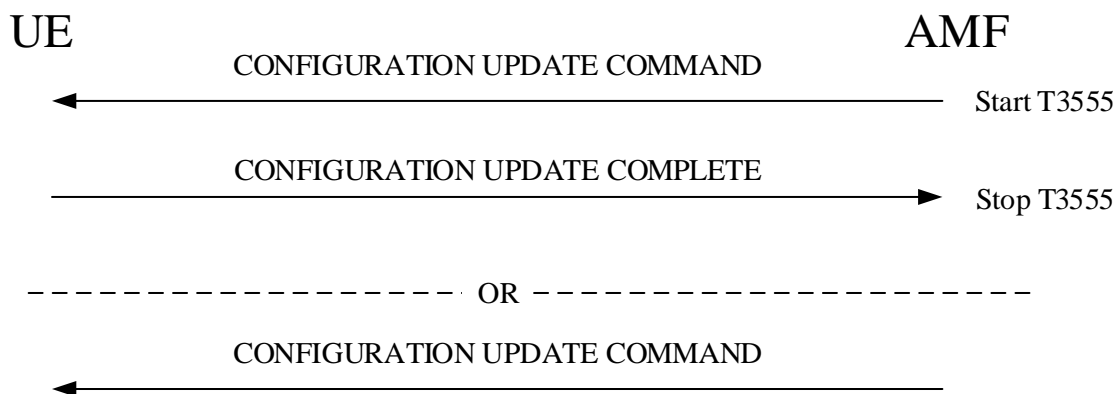 UE AMF
CONFIGURATION UPDATE COMMAND
Start T3555
CONFIGURATION UPDATE COMPLETE
Stop T3555
OR
CONFIGURATION UPDATE COMMAND